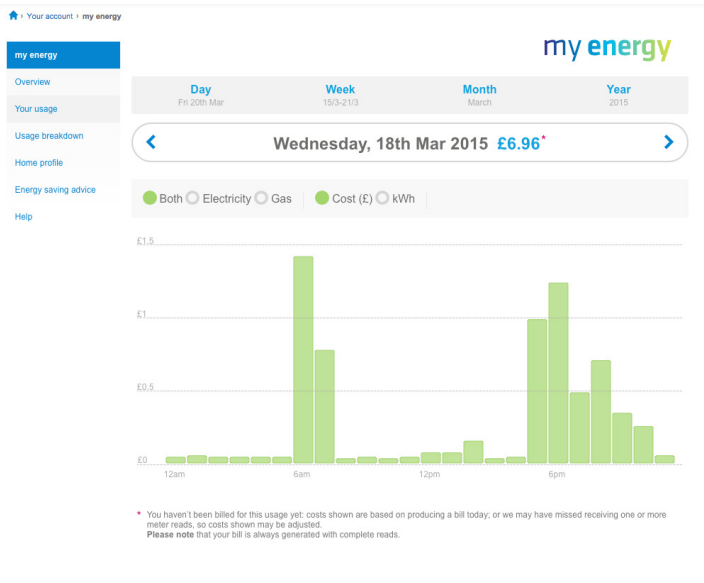 Your account › my energy
my energy
my energy
Overview
Your usage
Usage breakdown
Home profile
Energy saving advice
Help
Day Week Month Year
Fri 20th Mar 15/3-21/3 March 2015
Wednesday, 18th Mar 2015 £6.96*
Both Electricity Gas Cost (£) kWh
£1.5
£1
£0.5
£0
12am 6am 12pm 6pm
* You haven't been billed for this usage yet: costs shown are based on producing a bill today; or we may have missed receiving one or more
meter reads, so costs shown may be adjusted.
Please note that your bill is always generated with complete reads.